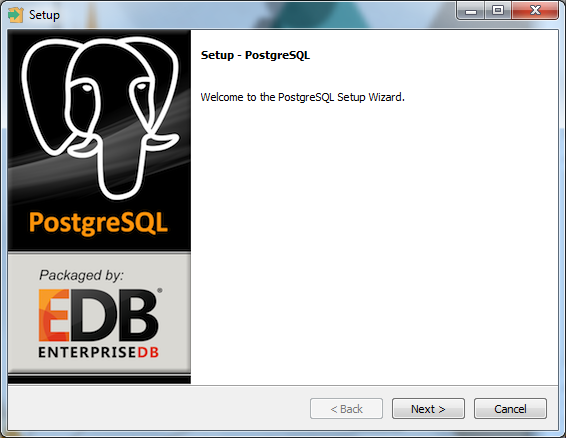 Setup
Setup - PostgreSQL
Welcome to the PostgreSQL Setup Wizard.
PostgreSQL
Packaged by:
EDB®
ENTERPRISEDB
< Back
Next >
Cancel